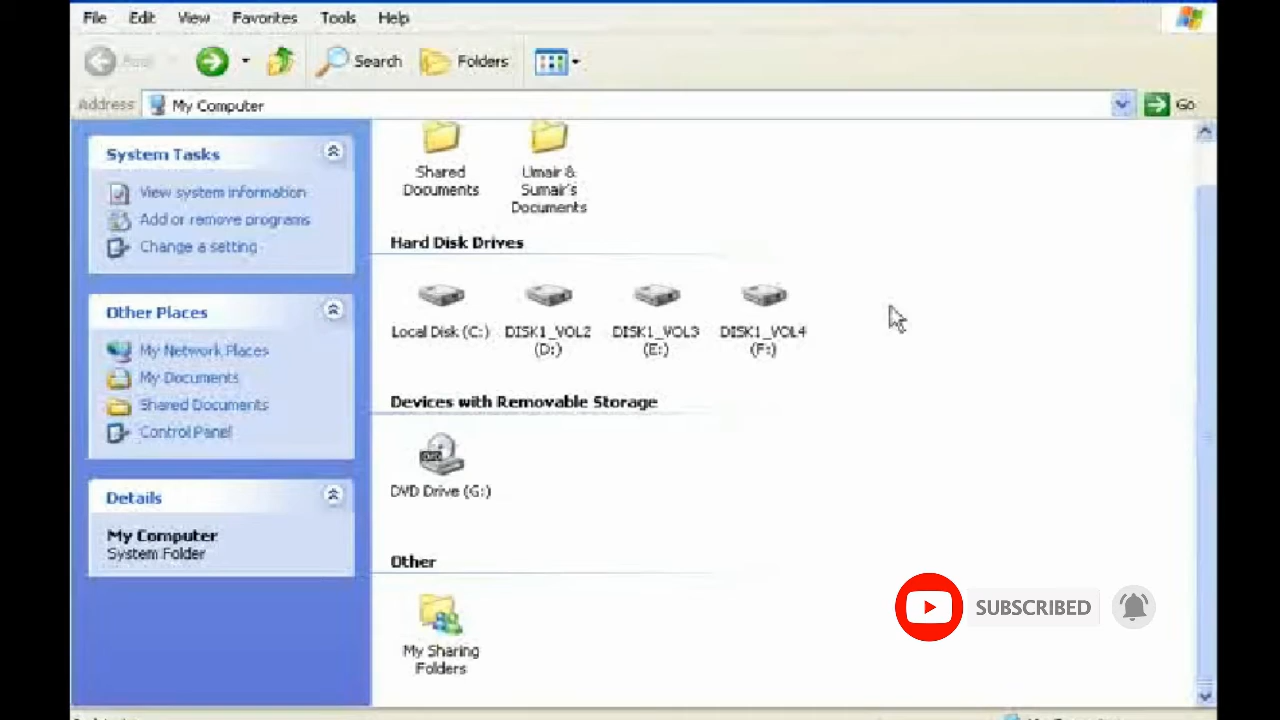 File Edit View Favorites Tools Help
Search Folders
Address My Computer Go
System Tasks
View system information
Add or remove programs
Change a setting
Other Places
My Network Places
My Documents
Shared Documents
Control Panel
Details
My Computer
System Folder
Shared
Documents
Umair &
Sumair's
Documents
Hard Disk Drives
Local Disk (C:)
DISK1_VOL2
(D:)
DISK1_VOL3
(E:)
DISK1_VOL4
(F:)
Devices with Removable Storage
DVD
DVD Drive (G:)
Other
My Sharing
Folders
SUBSCRIBED